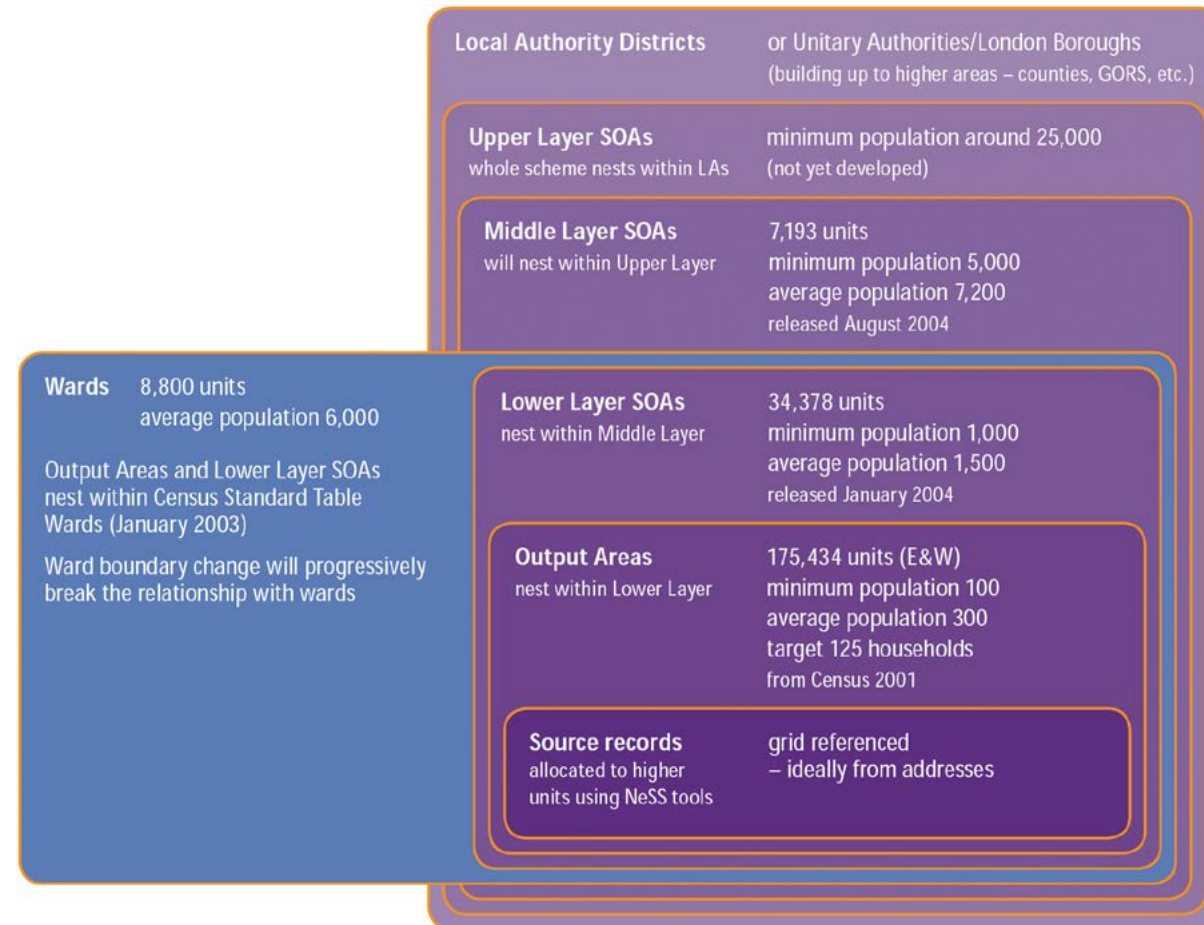 Local Authority Districts
or Unitary Authorities/London Boroughs
(building up to higher areas – counties, GORS, etc.)
Upper Layer SOAs
whole scheme nests within LAs
minimum population around 25,000
(not yet developed)
Middle Layer SOAs
will nest within Upper Layer
7,193 units
minimum population 5,000
average population 7,200
released August 2004
Wards 8,800 units
average population 6,000
Output Areas and Lower Layer SOAs
nest within Census Standard Table
Wards (January 2003)
Ward boundary change will progressively
break the relationship with wards
Lower Layer SOAs
nest within Middle Layer
34,378 units
minimum population 1,000
average population 1,500
released January 2004
Output Areas
nest within Lower Layer
175,434 units (E&W)
minimum population 100
average population 300
target 125 households
from Census 2001
Source records
allocated to higher
units using NeSS tools
grid referenced
– ideally from addresses